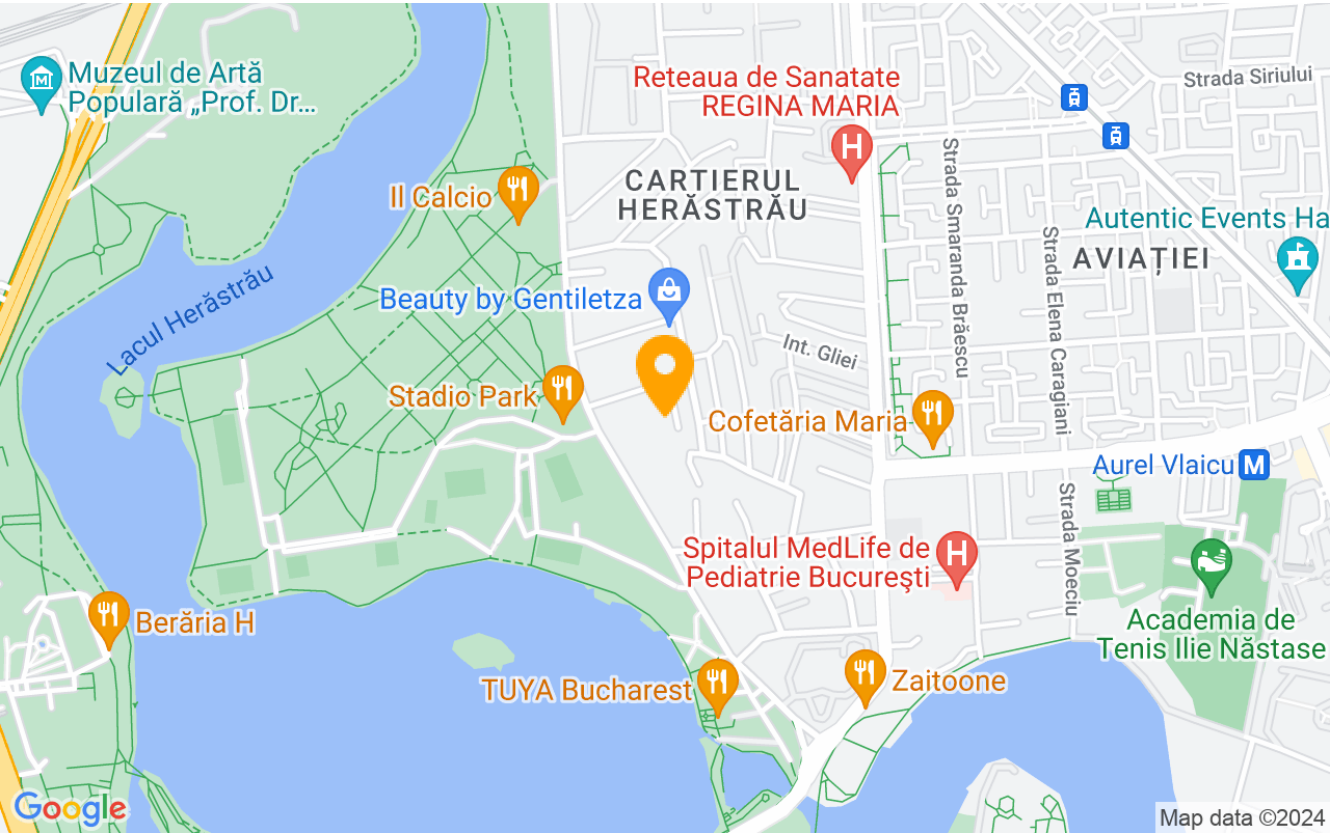 Muzeul de Artă
Populară „Prof. Dr...
Reteaua de Sanatate
REGINA MARIA
Strada Siriului
Il Calcio
CARTIERUL
HERĂSTRĂU
Strada Smaranda Brăescu
Strada Elena Caragiani
Autentic Events Ha
AVIAȚIEI
Lacul Herăstrău
Beauty by Gentiletza
Int. Gliei
Stadio Park
Cofetăria Maria
Aurel Vlaicu M
Strada Moeciu
Spitalul MedLife de
Pediatrie Bucureşti
Academia de
Tenis Ilie Năstase
Berăria H
TUYA Bucharest
Zaitoone
Google
Map data ©2024